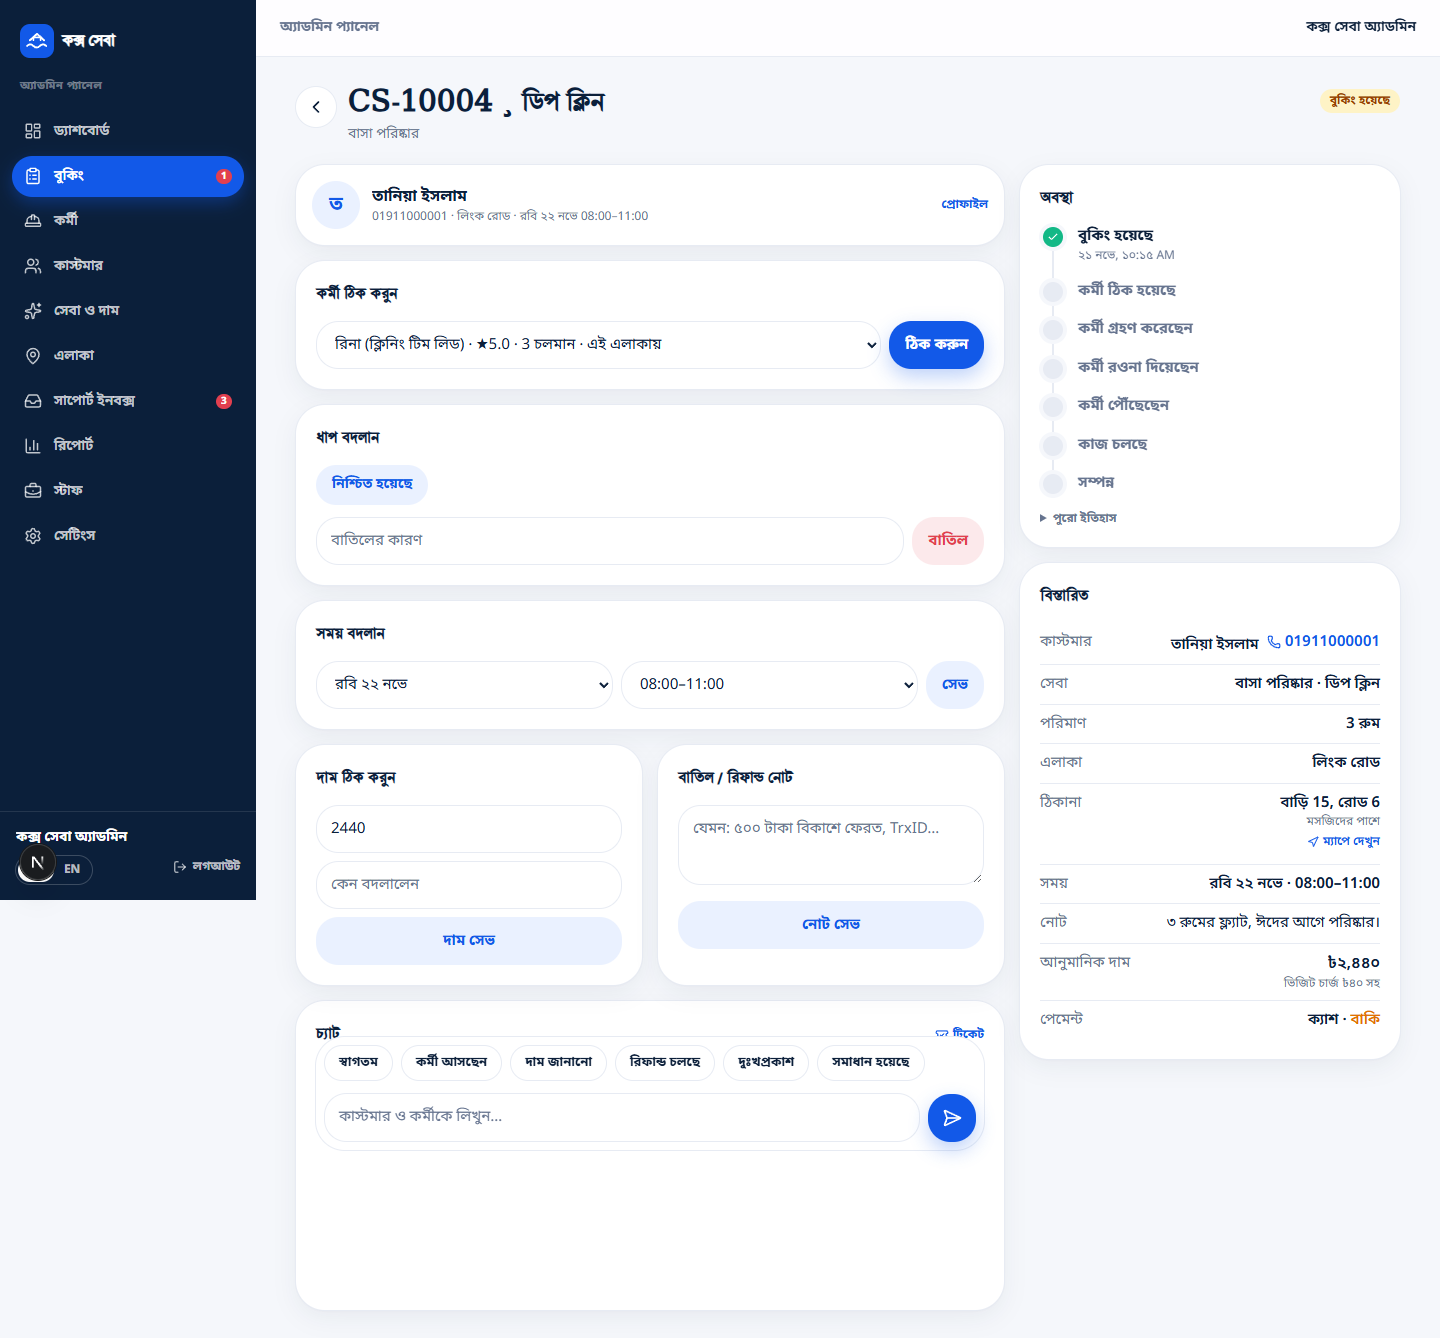 কক্স সেবা
অ্যাডমিন প্যানেল
ড্যাশবোর্ড
বুকিং 1
কর্মী
কাস্টমার
সেবা ও দাম
এলাকা
সাপোর্ট ইনবক্স 3
রিপোর্ট
স্টাফ
সেটিংস
কক্স সেবা অ্যাডমিন
N EN লগআউট
অ্যাডমিন প্যানেল কক্স সেবা অ্যাডমিন
CS-10004 ¸ ডিপ ক্লিন
বাসা পরিষ্কার
বুকিং হয়েছে
ত
তানিয়া ইসলাম
01911000001 · লিংক রোড · রবি ২২ নভে 08:00–11:00
প্রোফাইল
কর্মী ঠিক করুন
রিনা (ক্লিনিং টিম লিড) · ★5.0 · 3 চলমান · এই এলাকায়
ঠিক করুন
ধাপ বদলান
নিশ্চিত হয়েছে
বাতিলের কারণ
বাতিল
সময় বদলান
রবি ২২ নভে
08:00–11:00
সেভ
দাম ঠিক করুন
2440
কেন বদলালেন
দাম সেভ
বাতিল / রিফান্ড নোট
যেমন: ৫০০ টাকা বিকাশে ফেরত, TrxID...
নোট সেভ
চ্যাট
টিকেট
স্বাগতম
কর্মী আসছেন
দাম জানানো
রিফান্ড চলছে
দুঃখপ্রকাশ
সমাধান হয়েছে
কাস্টমার ও কর্মীকে লিখুন...
অবস্থা
বুকিং হয়েছে
২১ নভে, ১০:১৫ AM
কর্মী ঠিক হয়েছে
কর্মী গ্রহণ করেছেন
কর্মী রওনা দিয়েছেন
কর্মী পৌঁছেছেন
কাজ চলছে
সম্পন্ন
▶ পুরো ইতিহাস
বিস্তারিত
কাস্টমার তানিয়া ইসলাম 01911000001
সেবা বাসা পরিষ্কার · ডিপ ক্লিন
পরিমাণ 3 রুম
এলাকা লিংক রোড
ঠিকানা বাড়ি 15, রোড 6
মসজিদের পাশে
ম্যাপে দেখুন
সময় রবি ২২ নভে · 08:00–11:00
নোট ৩ রুমের ফ্ল্যাট, ঈদের আগে পরিষ্কার।
আনুমানিক দাম ৳২,৪৪০
ভিজিট চার্জ ৳৪০ সহ
পেমেন্ট ক্যাশ · বাকি